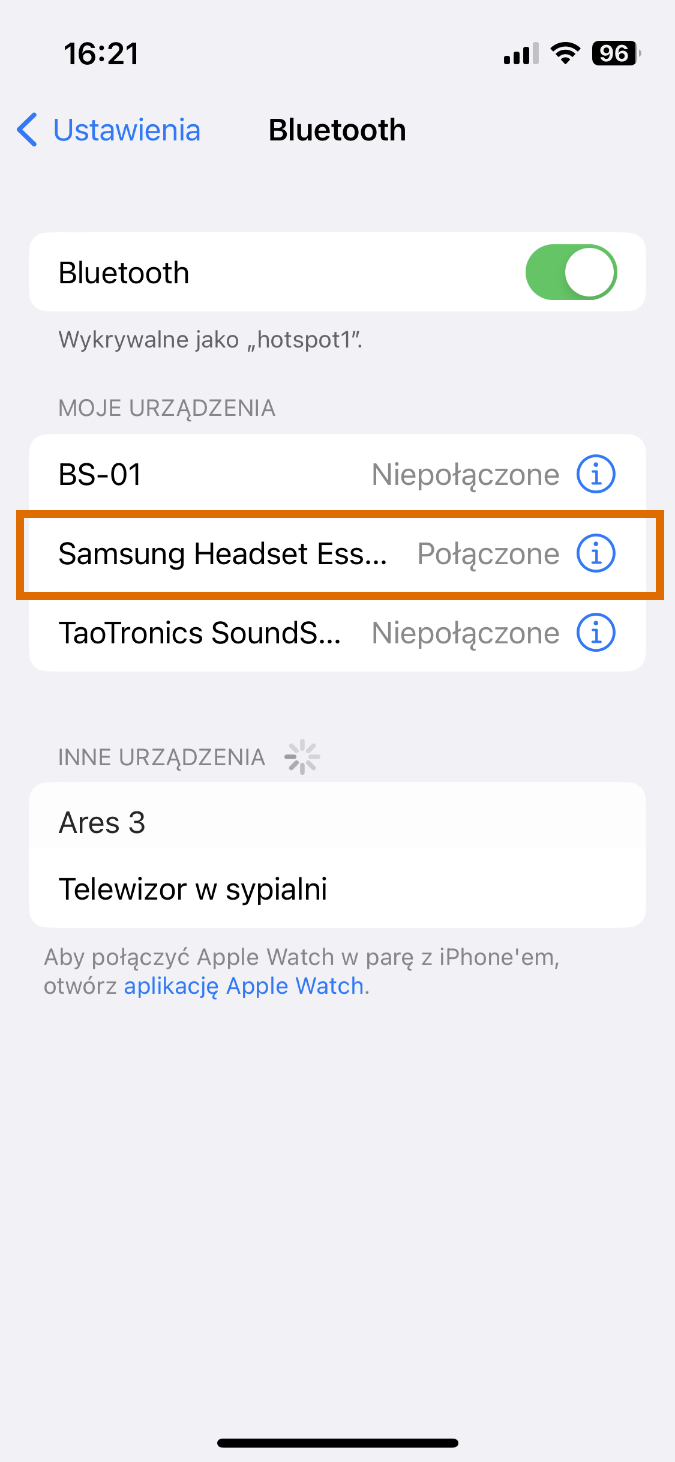 16:21
96
Ustawienia
Bluetooth
Bluetooth
Wykrywalne jako „hotspot1”.
MOJE URZĄDZENIA
BS-01 Niepołączone
Samsung Headset Ess... Połączone
TaoTronics SoundS... Niepołączone
INNE URZĄDZENIA
Ares 3
Telewizor w sypialni
Aby połączyć Apple Watch w parę z iPhone'em,
otwórz aplikację Apple Watch.